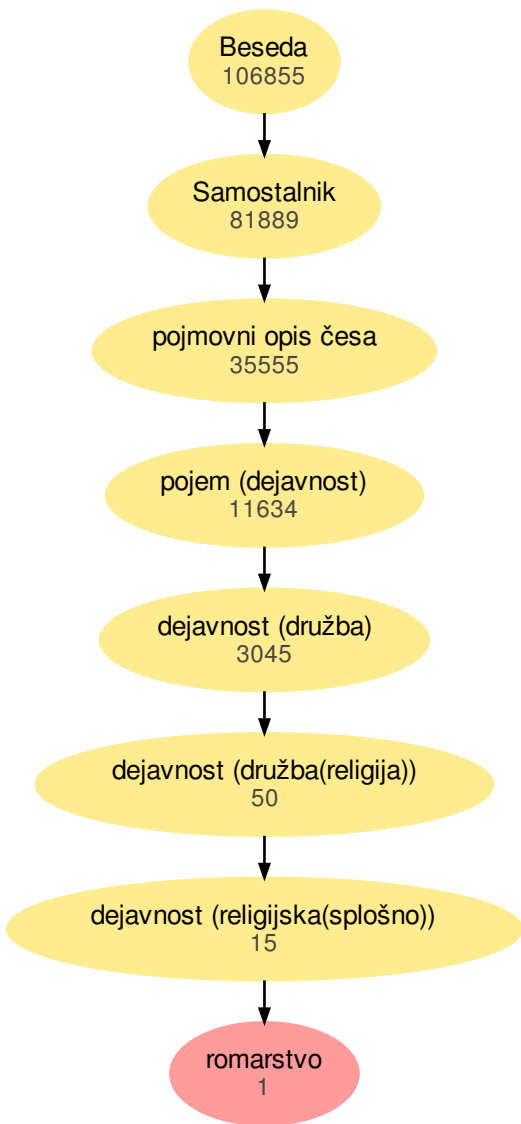 Beseda
106855
Samostalnik
81889
pojmovni opis česa
35555
pojem (dejavnost)
11634
dejavnost (družba)
3045
dejavnost (družba(religija))
50
dejavnost (religijska(splošno))
15
romarstvo
1